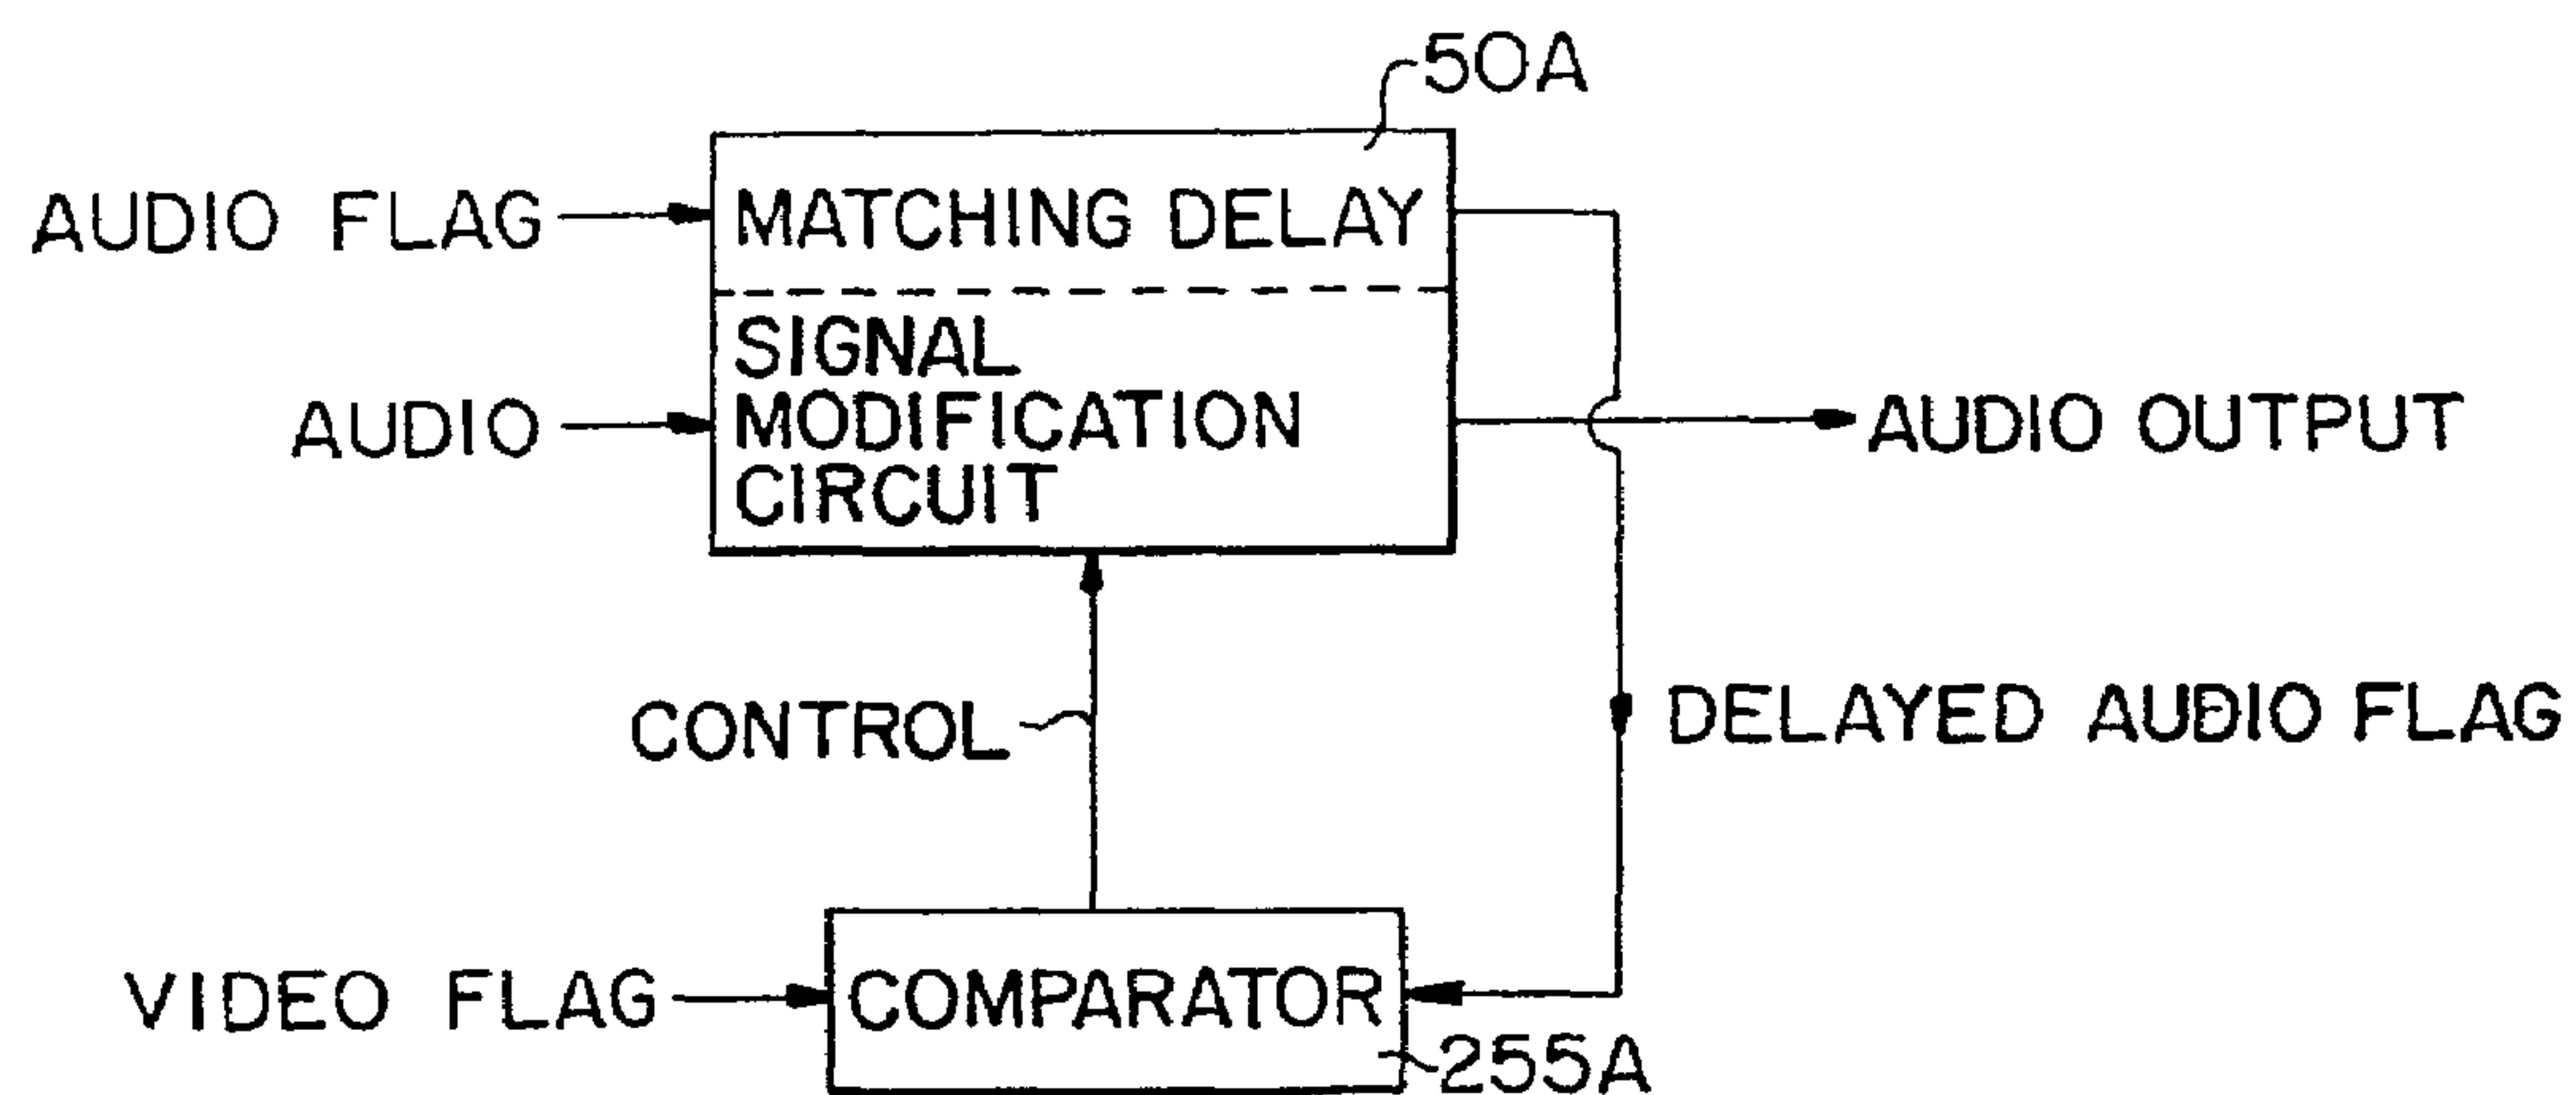 50A
AUDIO FLAG
MATCHING DELAY
SIGNAL
MODIFICATION
CIRCUIT
AUDIO
AUDIO OUTPUT
CONTROL
DELAYED AUDIO FLAG
VIDEO FLAG
COMPARATOR
255A